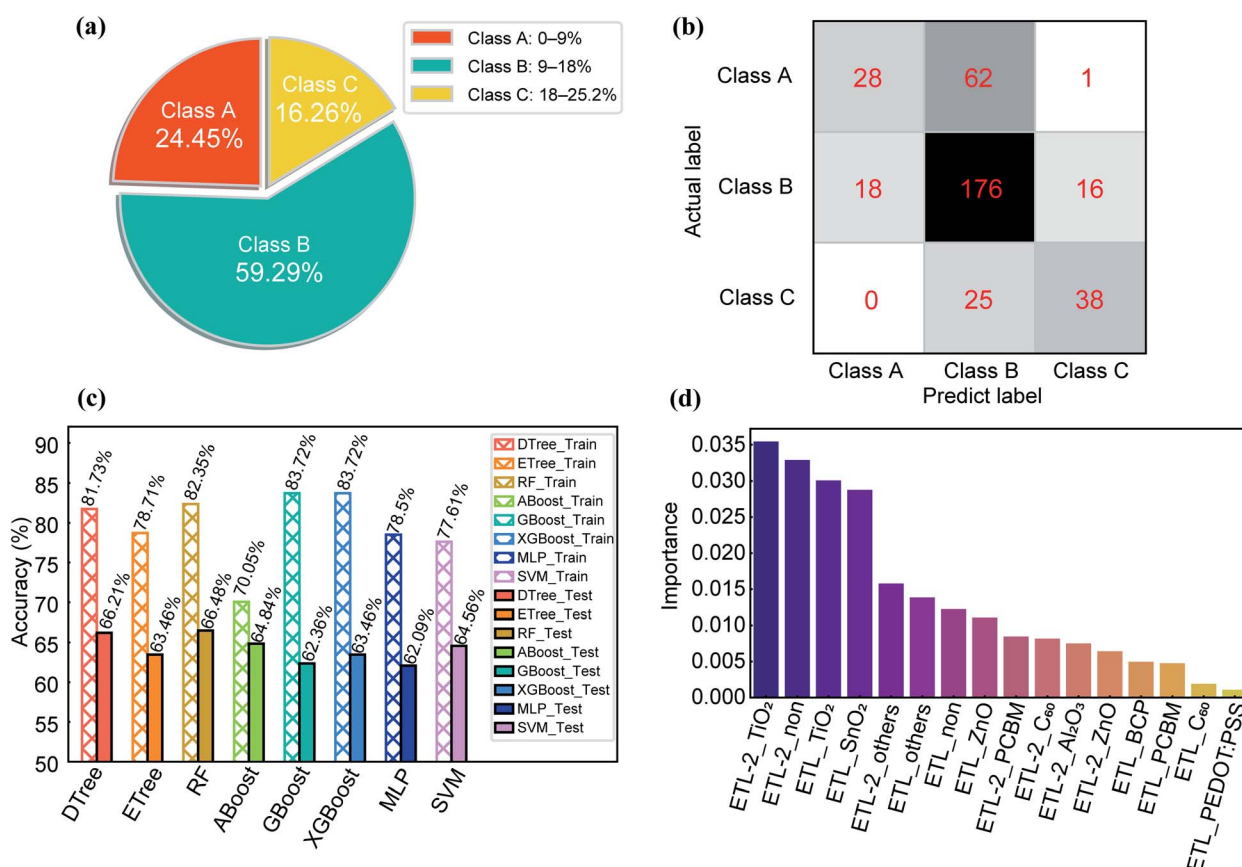 (a)
Class A: 0–9%
Class B: 9–18%
Class C: 18–25.2%
Class A
24.45%
Class C
16.26%
Class B
59.29%
(b)
Actual label
Class A
28
62
1
Class B
18
176
16
Class C
0
25
38
Class A
Class B
Class C
Predict label
(c)
Accuracy (%)
90
85
80
75
70
65
60
55
50
81.73%
66.21%
78.71%
63.46%
82.35%
66.48%
70.05%
64.84%
83.72%
62.36%
83.72%
63.46%
78.5%
62.09%
77.61%
64.56%
DTree_Train
ETree_Train
RF_Train
ABoost_Train
GBoost_Train
XGBoost_Train
MLP_Train
SVM_Train
DTree_Test
ETree_Test
RF_Test
ABoost_Test
GBoost_Test
XGBoost_Test
MLP_Test
SVM_Test
DTree
ETree
RF
ABoost
GBoost
XGBoost
MLP
SVM
(d)
Importance
0.035
0.030
0.025
0.020
0.015
0.010
0.005
0.000
ETL-2_TiO₂
ETL-2_non
ETL_TiO₂
ETL_SnO₂
ETL-2_others
ETL_others
ETL_non
ETL_ZnO
ETL-2_PCBM
ETL-2_C₆₀
ETL-2_Al₂O₃
ETL-2_ZnO
ETL_BCP
ETL_PCBM
ETL_C₆₀
ETL_PEDOT:PSS